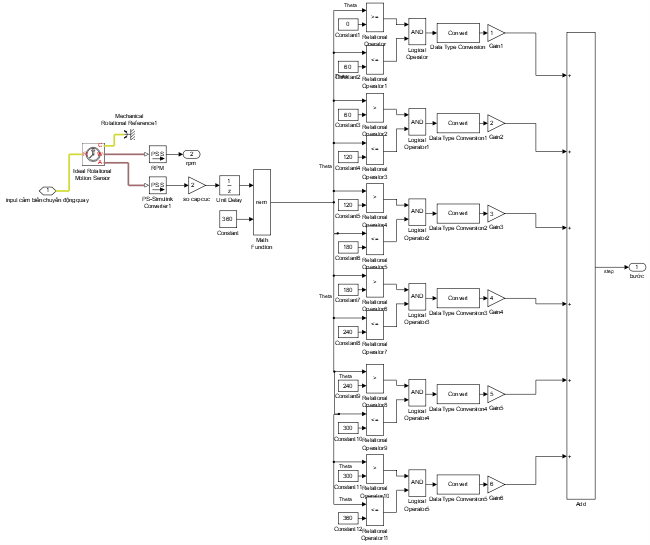 Theta
>=
0
Constant1
Relational
Operator
AND
Logical
Operator
Convert
Data Type Conversion
1
Gain1
<=
60
Constant2
Theta
Relational
Operator1
+
>
60
Constant3
Relational
Operator2
AND
Logical
Operator1
Convert
Data Type Conversion1
2
Gain2
<=
120
Constant4
Relational
Operator3
+
Theta
Mechanical
Rotational Reference1
Ideal Rotational
Motion Sensor
PSS
RPM
2
rpm
1
input cảm biến chuyển động quay
PSS
PS-Simulink
Converter1
2
so cap cuc
1
z
Unit Delay
360
Constant
rem
Math
Function
>
120
Constant5
Relational
Operator4
AND
Logical
Operator2
Convert
Data Type Conversion2
3
Gain3
<=
180
Constant6
Relational
Operator5
+
>
180
Constant7
Relational
Operator6
AND
Logical
Operator3
Convert
Data Type Conversion3
4
Gain4
<=
240
Constant8
Relational
Operator7
+
Theta
step
1
bước
Theta
>
240
Constant9
Relational
Operator8
AND
Logical
Operator4
Convert
Data Type Conversion4
5
Gain5
<=
300
Constant10
Relational
Operator9
+
Theta
>
300
Constant11
Relational
Operator10
AND
Logical
Operator5
Convert
Data Type Conversion5
6
Gain6
Theta
<=
360
Constant12
Relational
Operator11
+
Add